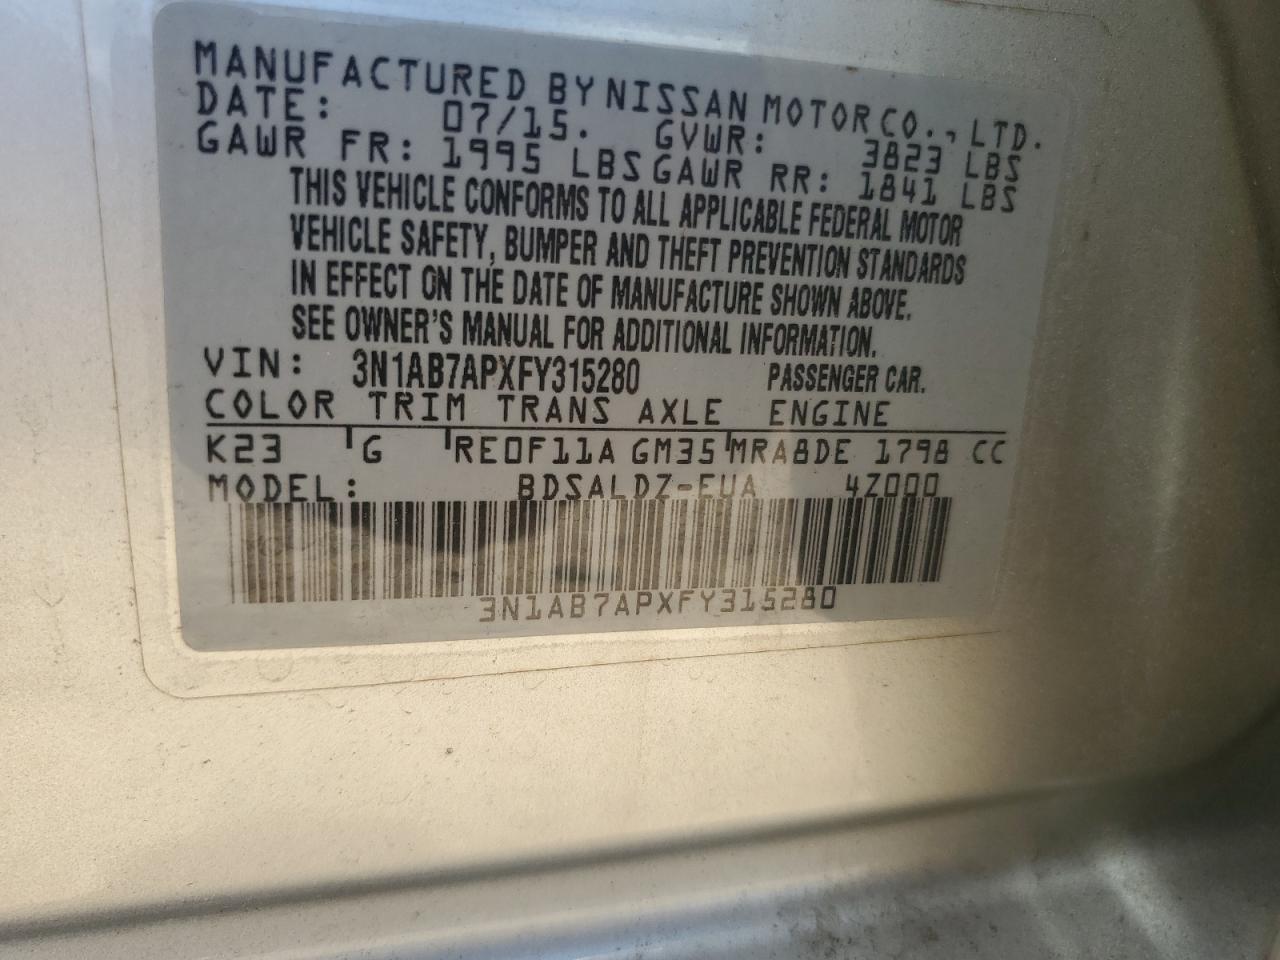 MANUFACTURED BY NISSAN MOTOR CO., LTD.
DATE: 07/15. GVWR: 3823 LBS
GAWR FR: 1995 LBS GAWR RR: 1841 LBS
THIS VEHICLE CONFORMS TO ALL APPLICABLE FEDERAL MOTOR
VEHICLE SAFETY, BUMPER AND THEFT PREVENTION STANDARDS
IN EFFECT ON THE DATE OF MANUFACTURE SHOWN ABOVE.
SEE OWNER'S MANUAL FOR ADDITIONAL INFORMATION.
VIN: 3N1AB7APXFY315280 PASSENGER CAR.
COLOR TRIM TRANS AXLE ENGINE
K23 G RE0F11A GM35 MRA8DE 1798 CC
MODEL: BDSALDZ-EUA 4Z000
3N1AB7APXFY315280